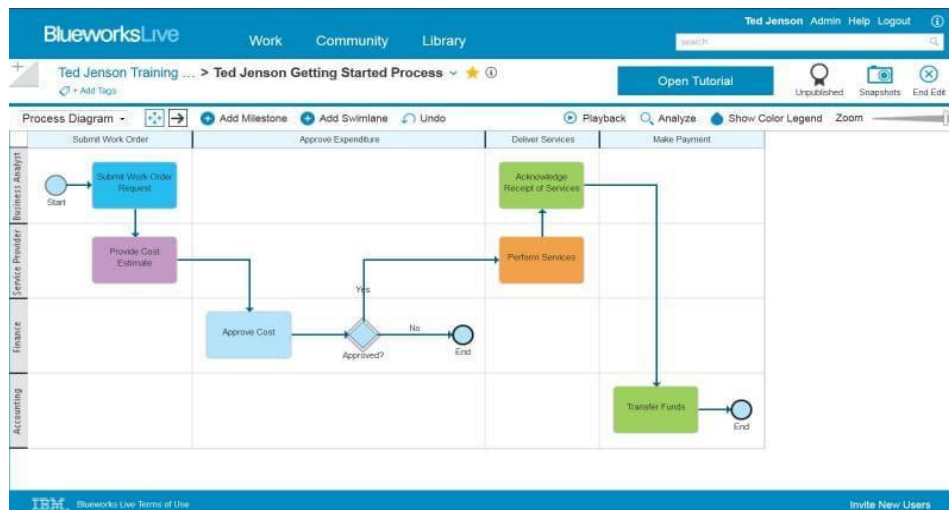 BlueworksLive
Work
Community
Library
Ted Jenson Admin Help Logout
search
Ted Jenson Training ... > Ted Jenson Getting Started Process
+ Add Tags
Open Tutorial
Unpublished
Snapshots
End Edit
Process Diagram
Add Milestone
Add Swimlane
Undo
Playback
Analyze
Show Color Legend
Zoom
Submit Work Order
Approve Expenditure
Deliver Services
Make Payment
Business Analyst
Start
Submit Work Order
Request
Acknowledge
Receipt of Services
Service Provider
Provide Cost
Estimate
Yes
Perform Services
Finance
Approve Cost
Approved?
No
End
Accounting
Transfer Funds
End
IBM Blueworks Live Terms of Use
Invite New Users